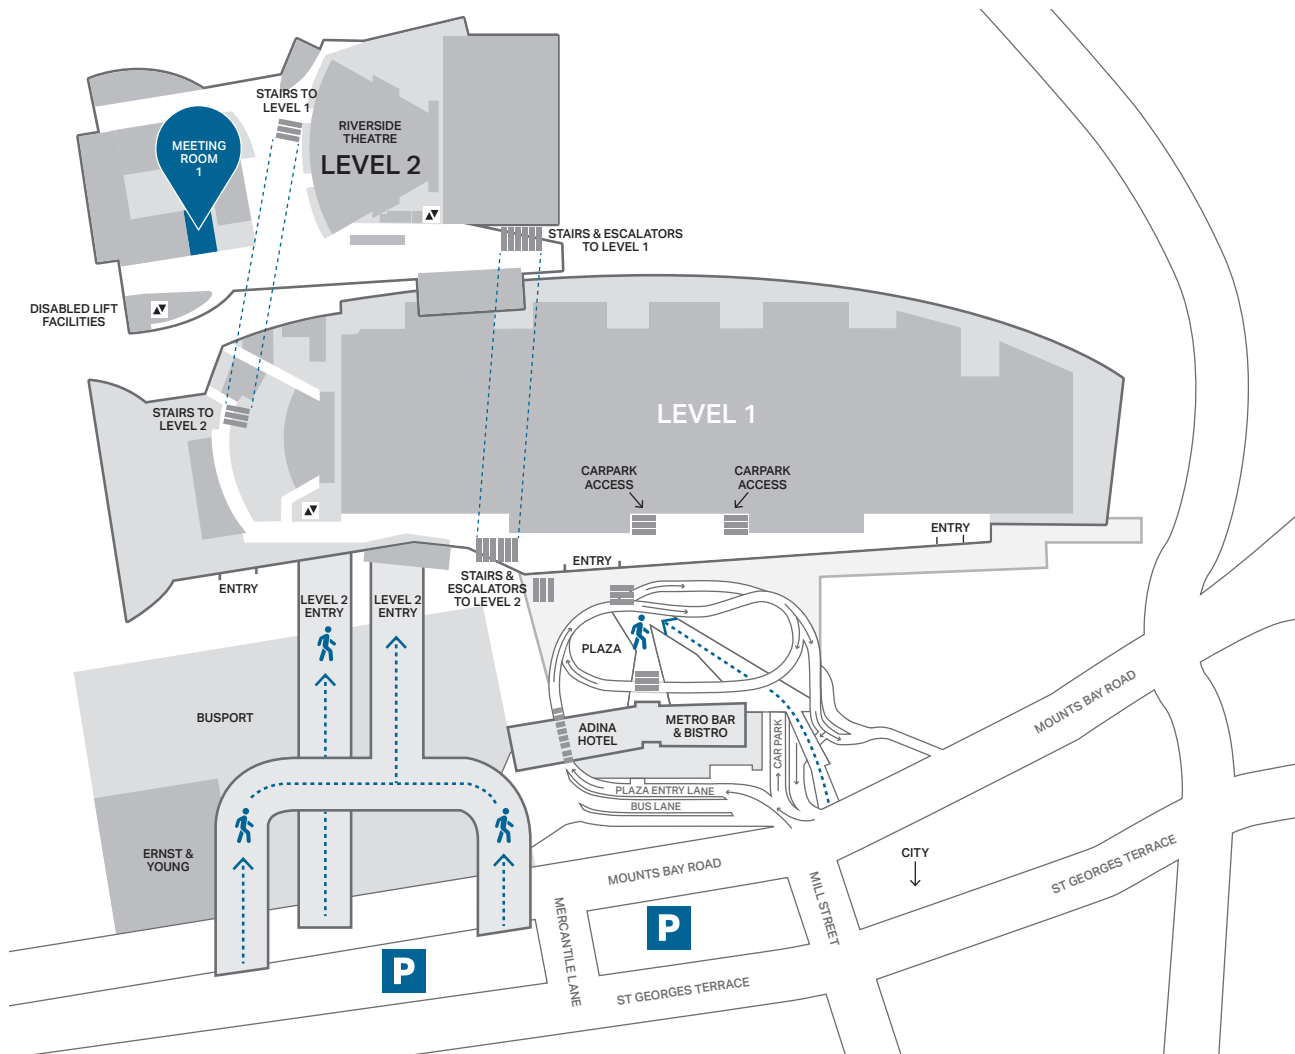 STAIRS TO
LEVEL 1
MEETING
ROOM
1
RIVERSIDE
THEATRE
LEVEL 2
STAIRS & ESCALATORS
TO LEVEL 1
DISABLED LIFT
FACILITIES
STAIRS TO
LEVEL 2
LEVEL 1
CARPARK
ACCESS
CARPARK
ACCESS
ENTRY
ENTRY
ENTRY
STAIRS &
ESCALATORS
TO LEVEL 2
LEVEL 2
ENTRY
LEVEL 2
ENTRY
PLAZA
BUSPORT
ADINA
HOTEL
METRO BAR
& BISTRO
CAR PARK
MOUNTS BAY ROAD
PLAZA ENTRY LANE
BUS LANE
ERNST &
YOUNG
MOUNTS BAY ROAD
CITY
ST GEORGES TERRACE
MILL STREET
MERCANTILE LANE
P
P
ST GEORGES TERRACE